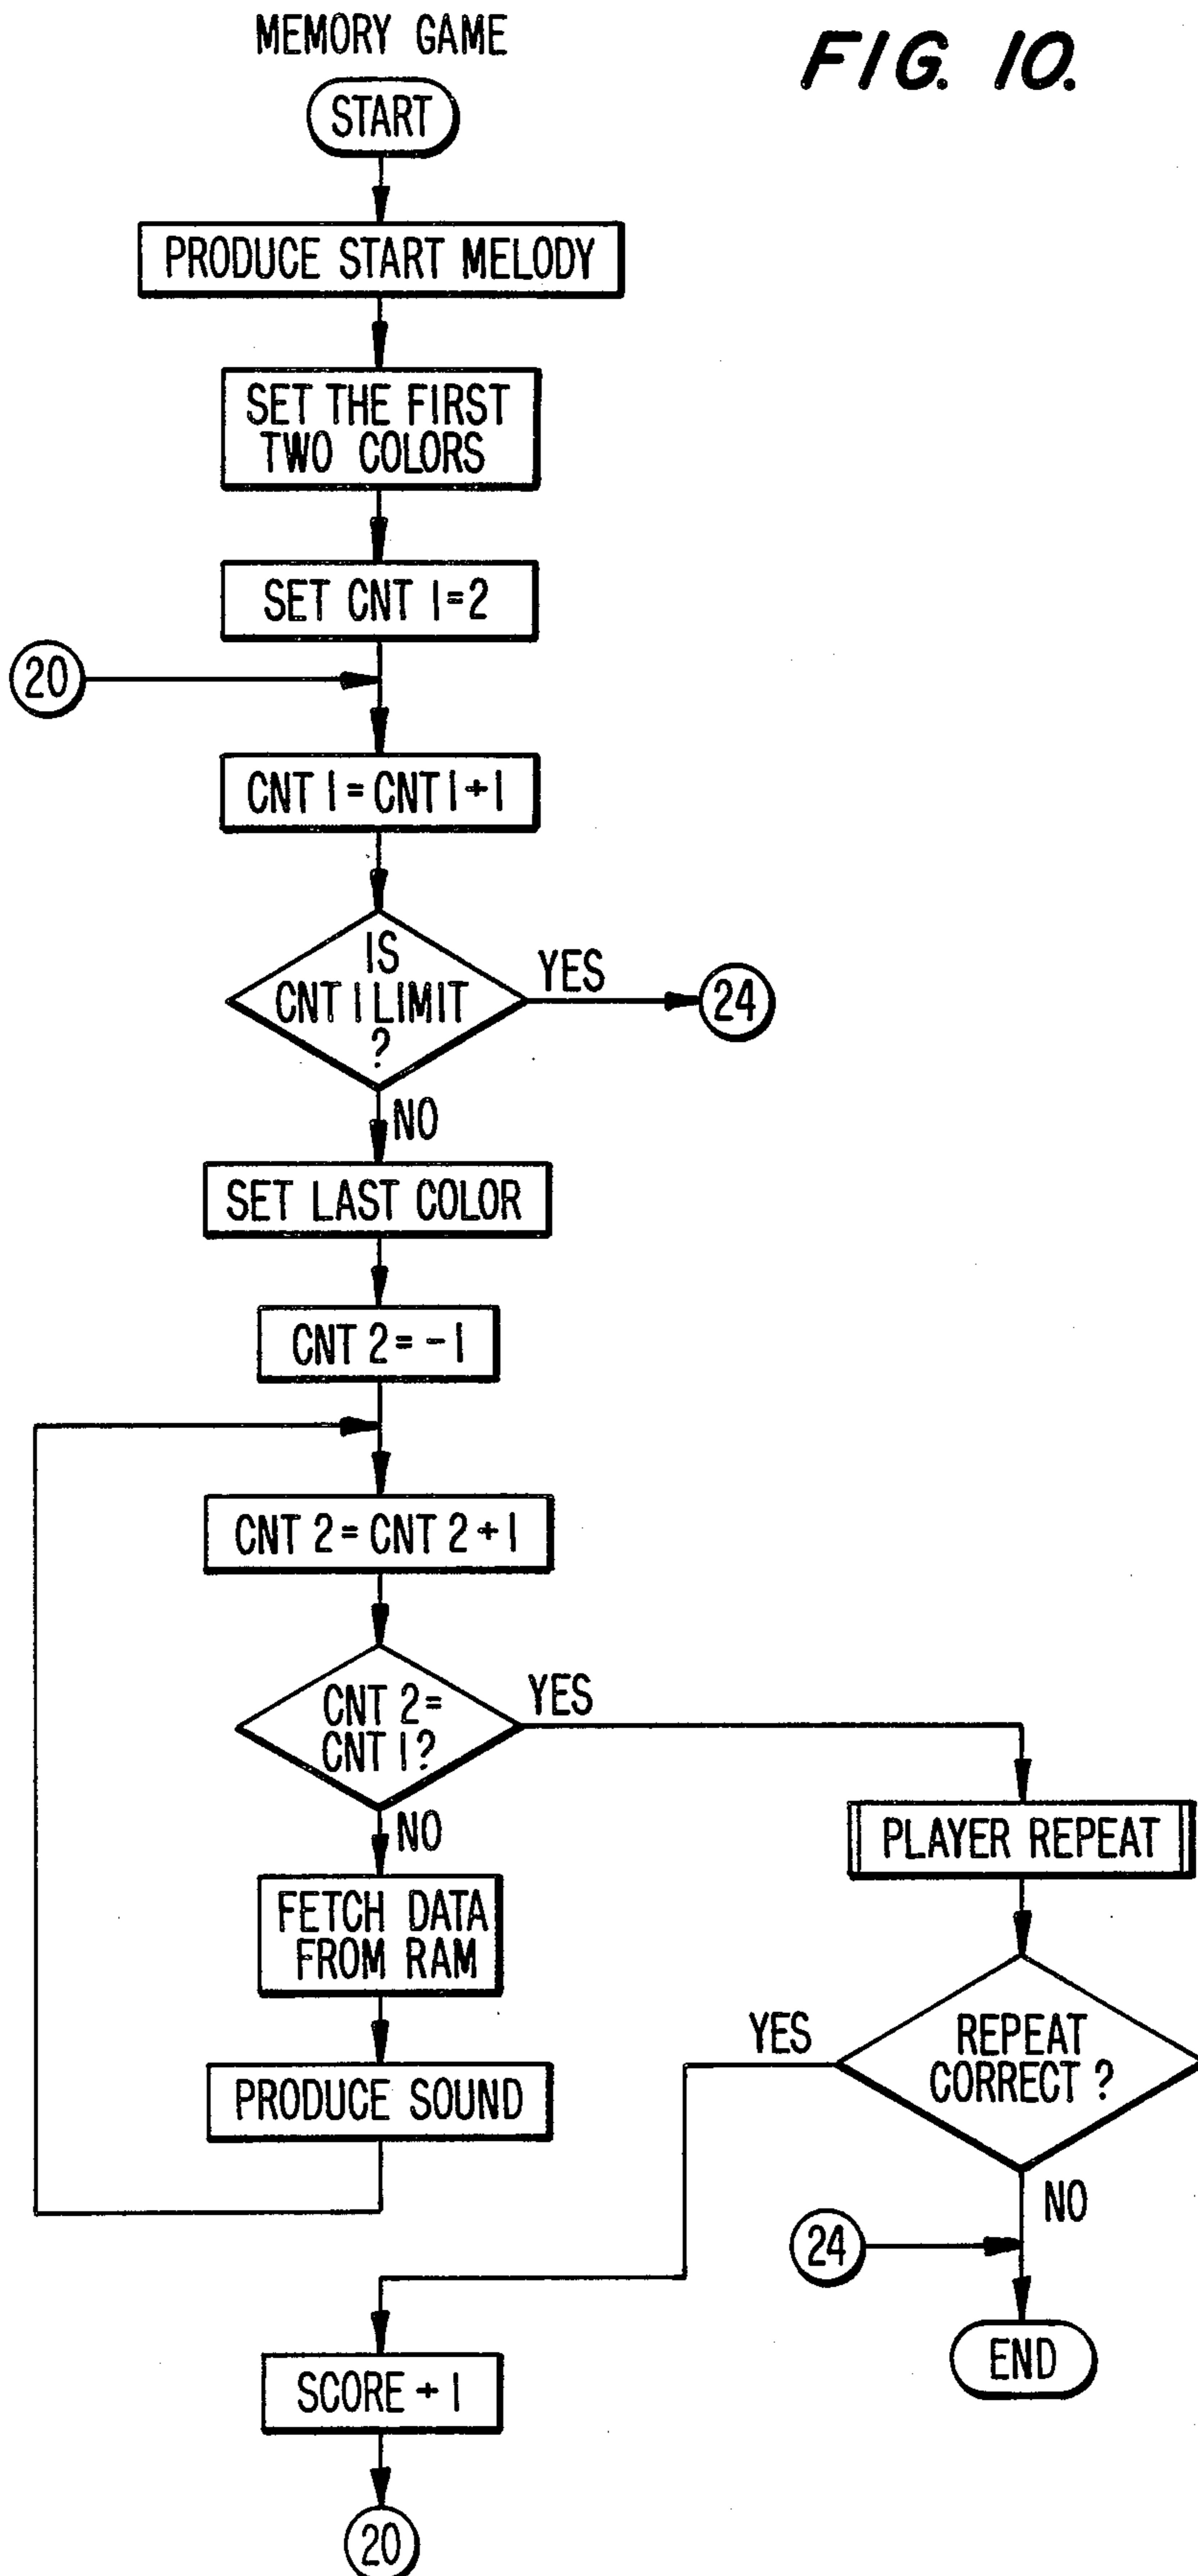 MEMORY GAME
FIG. 10.
START
PRODUCE START MELODY
SET THE FIRST
TWO COLORS
SET CNT 1=2
20
CNT 1=CNT1+1
IS
CNT 1 LIMIT
?
YES
24
NO
SET LAST COLOR
CNT 2=-1
CNT 2=CNT 2+1
CNT 2=
CNT 1?
YES
NO
PLAYER REPEAT
FETCH DATA
FROM RAM
YES
REPEAT
CORRECT ?
PRODUCE SOUND
NO
24
END
SCORE + 1
20